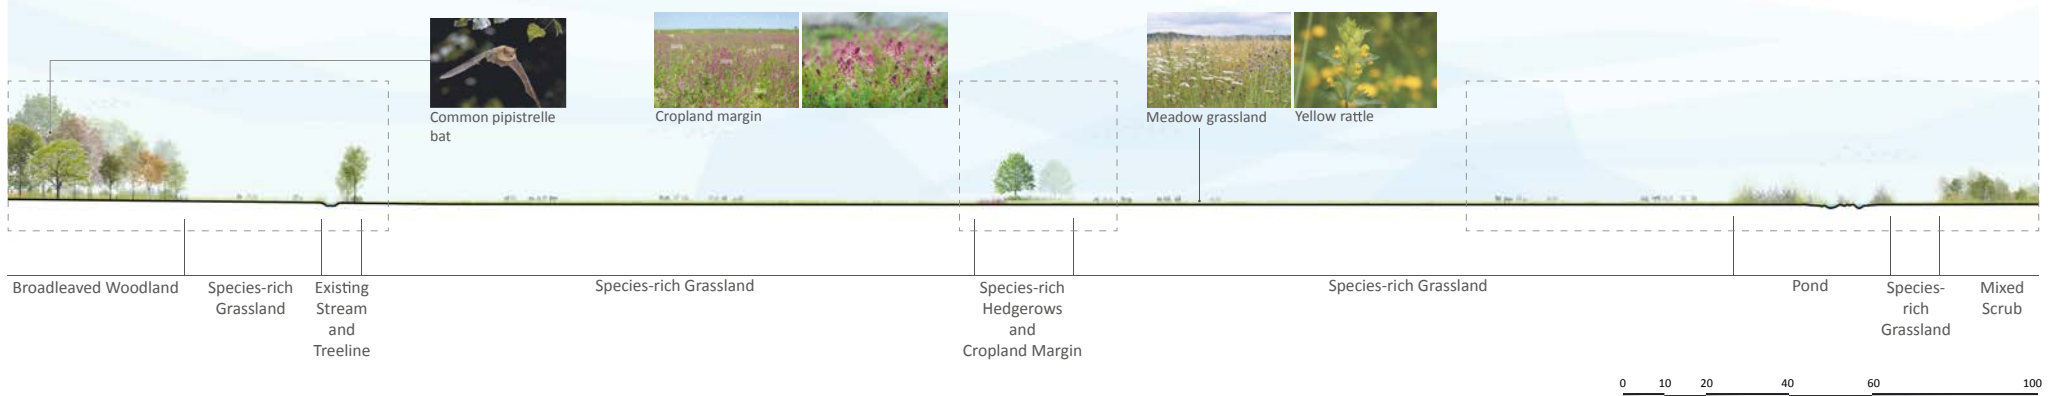 Common pipistrelle
bat
Cropland margin
Meadow grassland
Yellow rattle
Broadleaved Woodland
Species-rich
Grassland
Existing
Stream
and
Treeline
Species-rich Grassland
Species-rich
Hedgerows
and
Cropland Margin
Species-rich Grassland
Pond
Species-
rich
Grassland
Mixed
Scrub
0 10 20 40 60 100